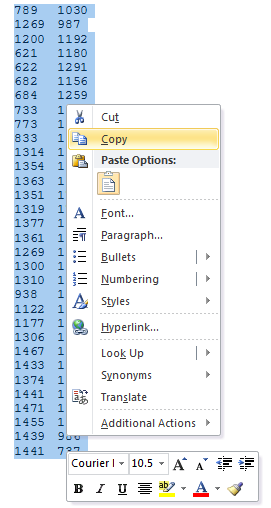 789 1030
1269 987
1200 1192
621 1180
622 1291
682 1156
684 1259
733
773
833
1314
1354
1363
1351
1319
1377
1361
1269
1300
1310
938
1122
1177
1306
1467
1433
1374
1441
1471
1455
1439
1441
Cut
Copy
Paste Options:
Font...
Paragraph...
Bullets
Numbering
Styles
Hyperlink...
Look Up
Synonyms
Translate
Additional Actions
Courier 10.5 A A
B I U ab A